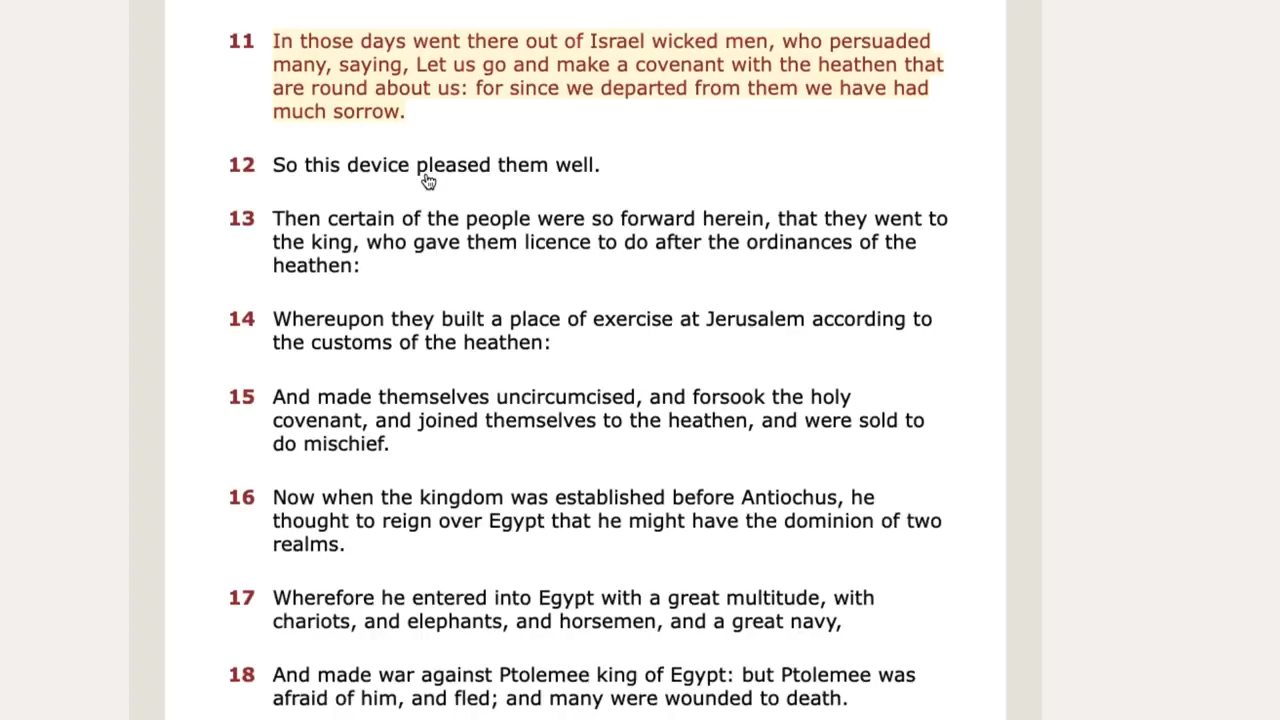 11 In those days went there out of Israel wicked men, who persuaded
many, saying, Let us go and make a covenant with the heathen that
are round about us: for since we departed from them we have had
much sorrow.
12 So this device pleased them well.
13 Then certain of the people were so forward herein, that they went to
the king, who gave them licence to do after the ordinances of the
heathen:
14 Whereupon they built a place of exercise at Jerusalem according to
the customs of the heathen:
15 And made themselves uncircumcised, and forsook the holy
covenant, and joined themselves to the heathen, and were sold to
do mischief.
16 Now when the kingdom was established before Antiochus, he
thought to reign over Egypt that he might have the dominion of two
realms.
17 Wherefore he entered into Egypt with a great multitude, with
chariots, and elephants, and horsemen, and a great navy,
18 And made war against Ptolemee king of Egypt: but Ptolemee was
afraid of him, and fled; and many were wounded to death.